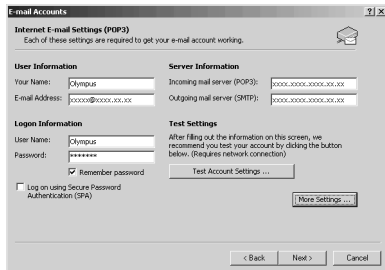 E-mail Accounts
Internet E-mail Settings (POP3)
Each of these settings are required to get your e-mail account working.
User Information
Your Name: Olympus
E-mail Address: xxxxx@xxxx.xx.xx
Server Information
Incoming mail server (POP3): xxxx.xxxx.xxxx.xx.xx
Outgoing mail server (SMTP): xxxx.xxxx.xxxx.xx.xx
Logon Information
User Name: Olympus
Password: *******
Remember password
Log on using Secure Password
Authentication (SPA)
Test Settings
After filling out the information on this screen, we
recommend you test your account by clicking the button
below. (Requires network connection)
Test Account Settings ...
More Settings ...
< Back
Next >
Cancel